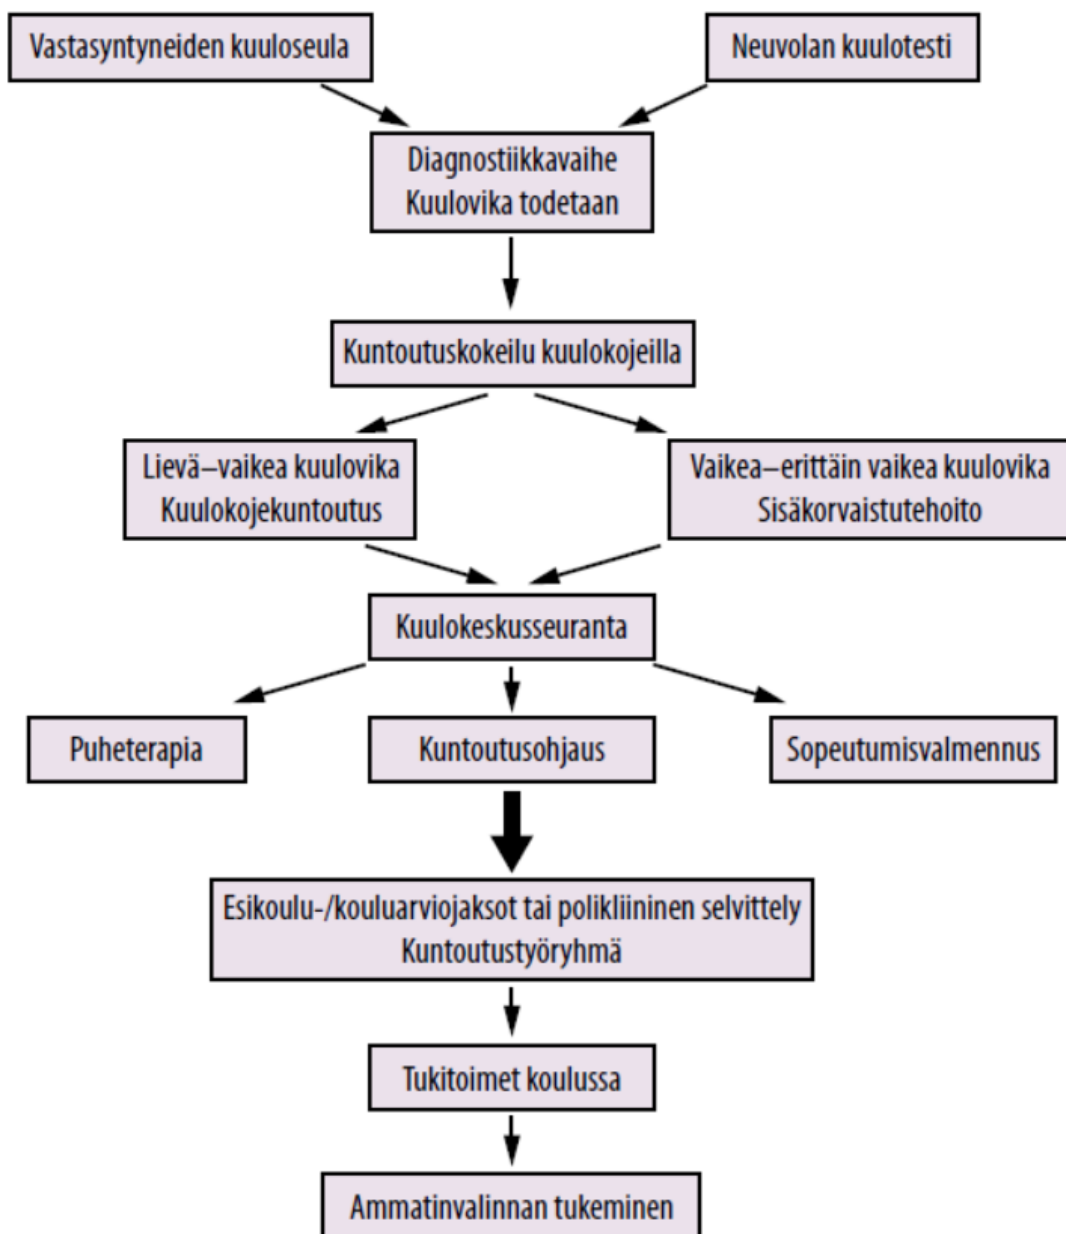 Vastasyntyneiden kuuloseula
Neuvolan kuulotesti
Diagnostiikkavaihe
Kuulovika todetaan
Kuntoutuskokeilu kuulokojeilla
Lievä–vaikea kuulovika
Kuulokojekuntoutus
Vaikea–erittäin vaikea kuulovika
Sisäkorvaistutehoito
Kuulokeskusseuranta
Puheterapia
Kuntoutusohjaus
Sopeutumisvalmennus
Esikoulu-/kouluarviojaksot tai polikliininen selvittely
Kuntoutustyöryhmä
Tukitoimet koulussa
Ammatinvalinnan tukeminen